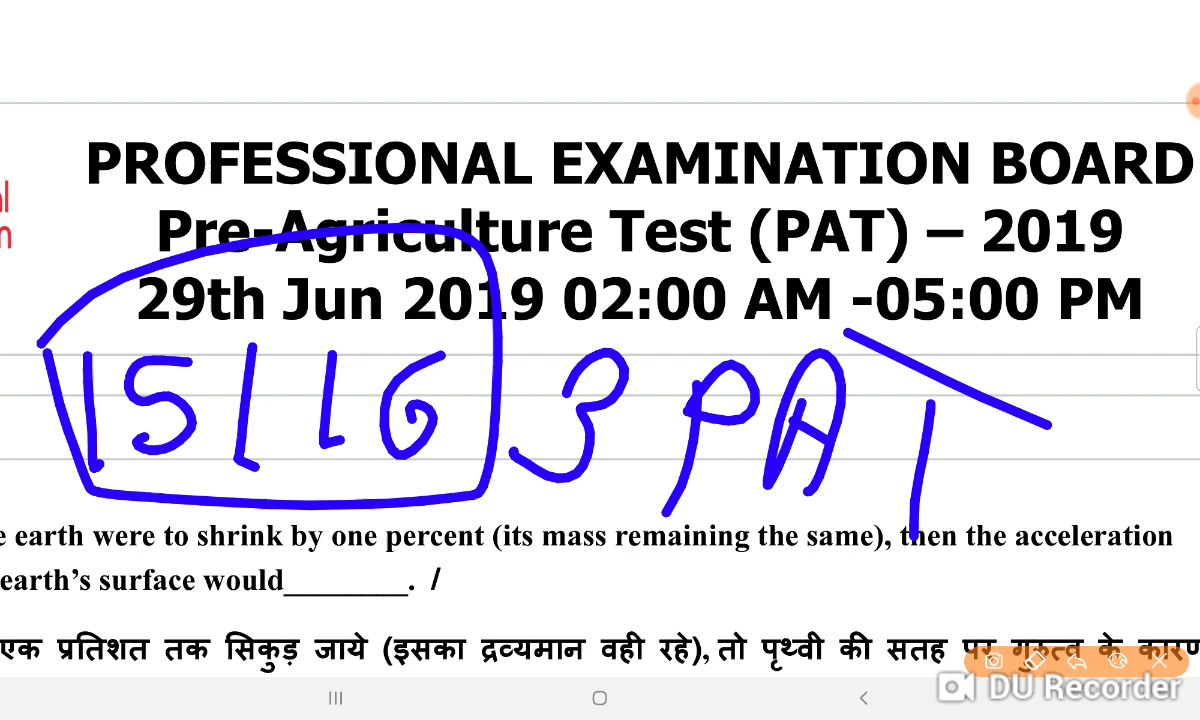 PROFESSIONAL EXAMINATION BOARD
Pre-Agriculture Test (PAT) – 2019
29th Jun 2019 02:00 AM -05:00 PM
3 PAT
earth were to shrink by one percent (its mass remaining the same), then the acceleration
earth's surface would________. /
एक प्रतिशत तक सिकुड़ जाये (इसका द्रव्यमान वही रहे), तो पृथ्वी की सतह पर गुरुत्व के कारण
DU Recorder